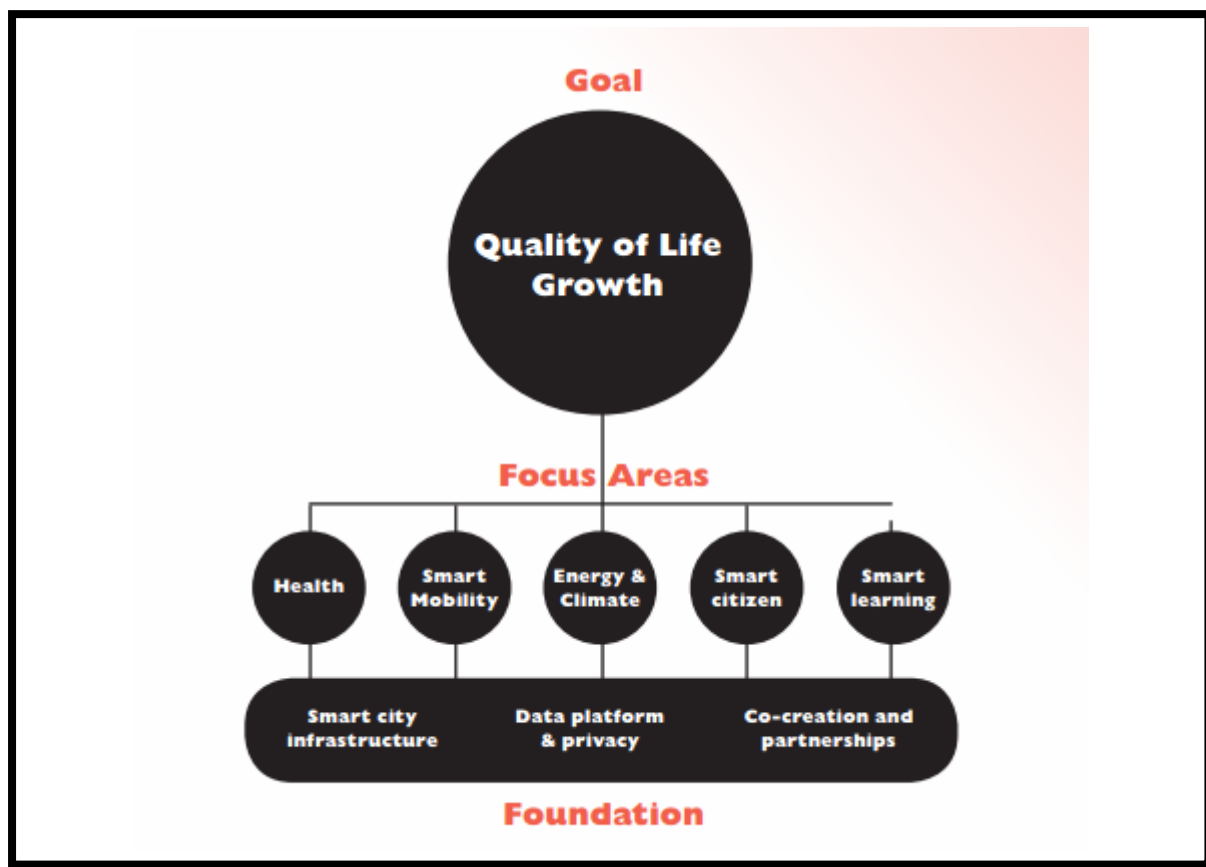 Goal
Quality of Life
Growth
Focus Areas
Health
Smart
Mobility
Energy &
Climate
Smart
citizen
Smart
learning
Smart city
infrastructure
Data platform
& privacy
Co-creation and
partnerships
Foundation